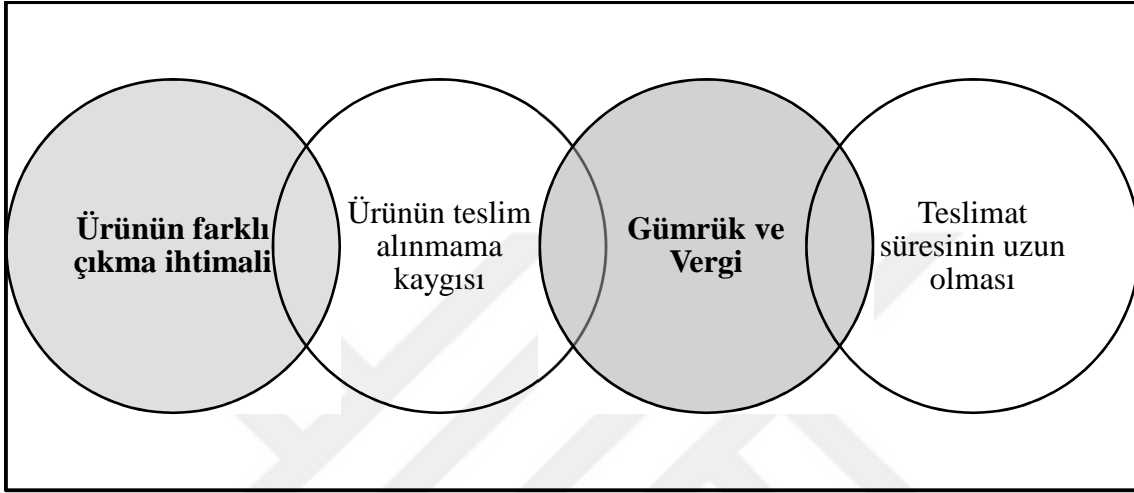 Ürünün farklı
çıkma ihtimali
Ürünün teslim
alınmama
kaygısı
Gümrük ve
Vergi
Teslimat
süresinin uzun
olması